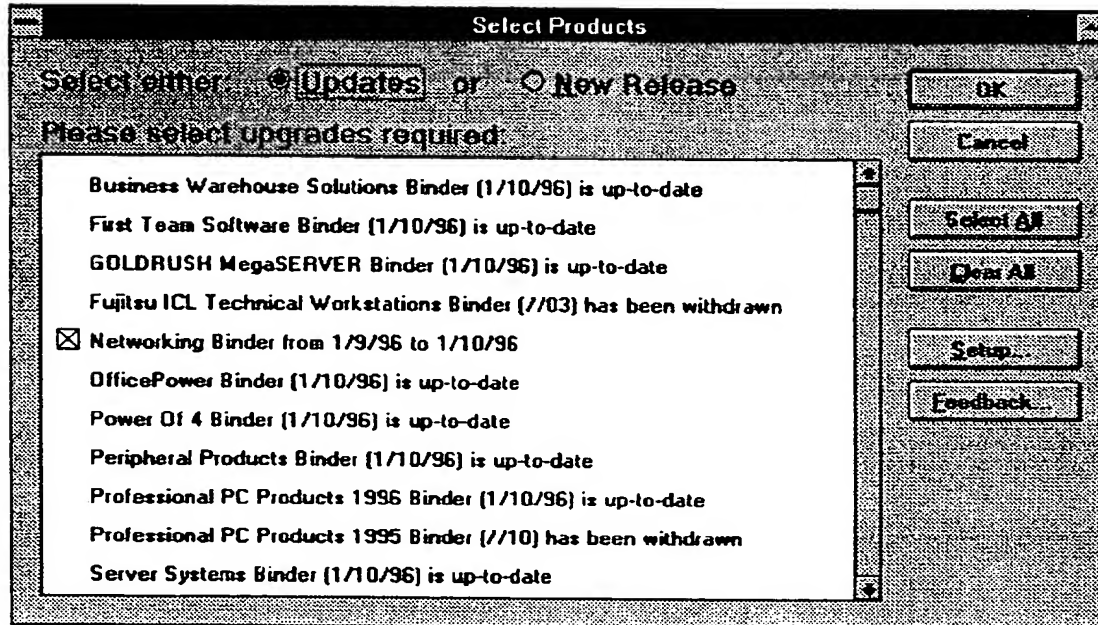 Select Products
Select either: Updates or New Release
Please select upgrades required:
Business Warehouse Solutions Binder (1/10/96) is up-to-date
First Team Software Binder (1/10/96) is up-to-date
GOLDRUSH MegaSERVER Binder (1/10/96) is up-to-date
Fujitsu ICL Technical Workstations Binder (//03) has been withdrawn
Networking Binder from 1/9/96 to 1/10/96
OfficePower Binder (1/10/96) is up-to-date
Power Of 4 Binder (1/10/96) is up-to-date
Peripheral Products Binder (1/10/96) is up-to-date
Professional PC Products 1996 Binder (1/10/96) is up-to-date
Professional PC Products 1995 Binder (//10) has been withdrawn
Server Systems Binder (1/10/96) is up-to-date
OK
Cancel
Select All
Clear All
Setup...
Feedback...